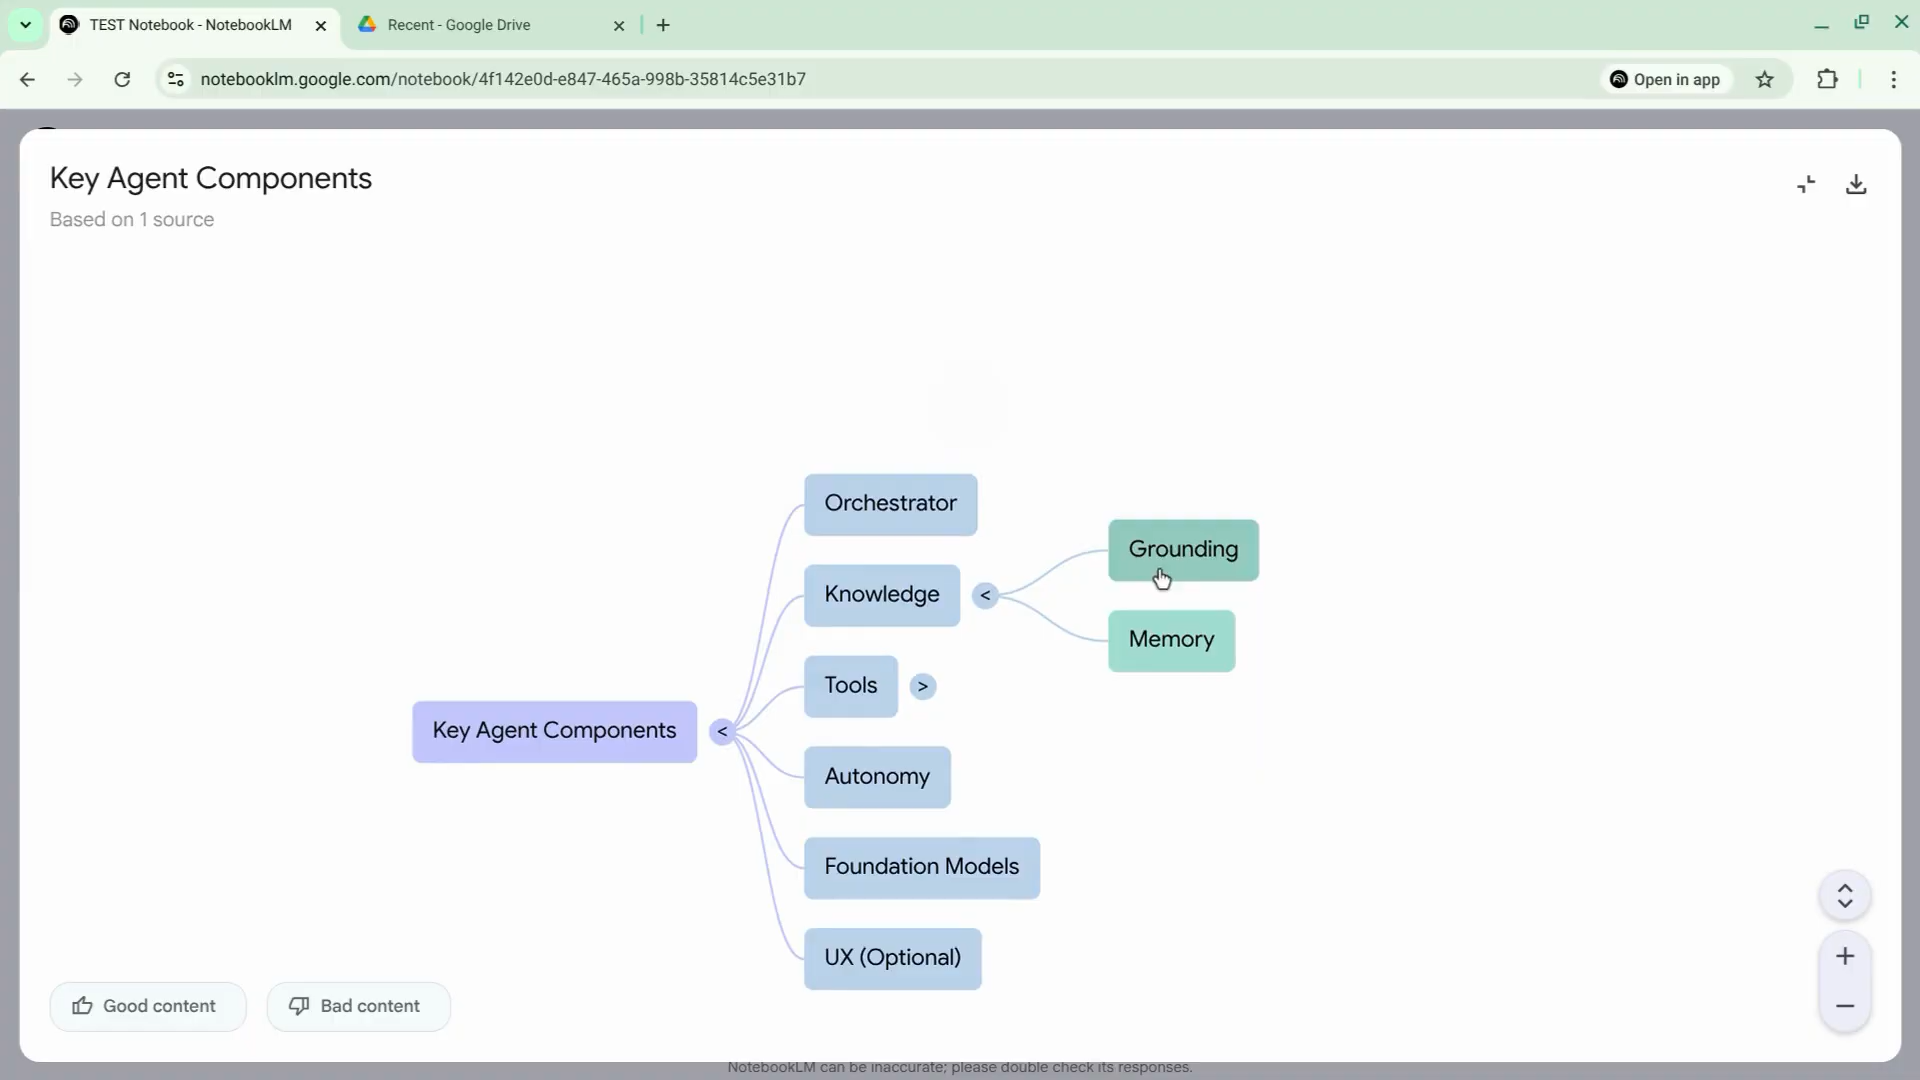 TEST Notebook - NotebookLM
Recent - Google Drive
notebooklm.google.com/notebook/4f142e0d-e847-465a-998b-35814c5e31b7
Open in app
Key Agent Components
Based on 1 source
Orchestrator
Grounding
Knowledge
<
Memory
Tools
>
Key Agent Components
<
Autonomy
Foundation Models
UX (Optional)
Good content
Bad content
NotebookLM can be inaccurate; please double check its responses.